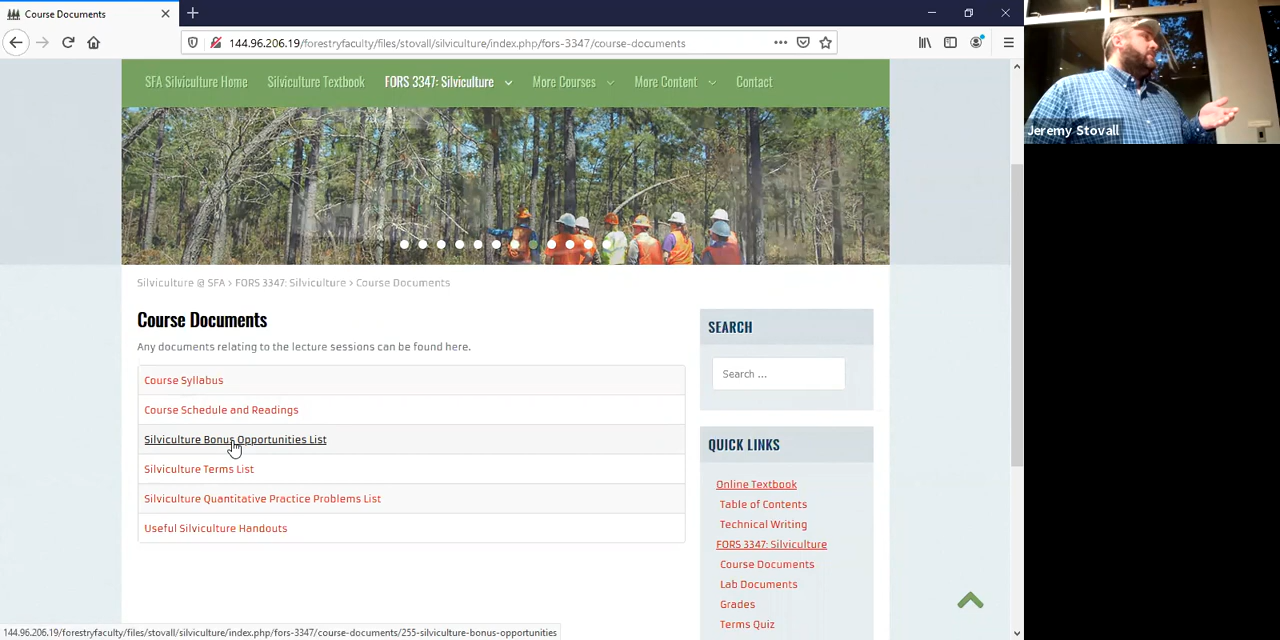 Course Documents
144.96.206.19/forestryfaculty/files/stovall/silviculture/index.php/fors-3347/course-documents
SFA Silviculture Home
Silviculture Textbook
FORS 3347: Silviculture
More Courses
More Content
Contact
Jeremy Stovall
Silviculture @ SFA > FORS 3347: Silviculture > Course Documents
Course Documents
Any documents relating to the lecture sessions can be found here.
Course Syllabus
Course Schedule and Readings
Silviculture Bonus Opportunities List
Silviculture Terms List
Silviculture Quantitative Practice Problems List
Useful Silviculture Handouts
SEARCH
Search ...
QUICK LINKS
Online Textbook
Table of Contents
Technical Writing
FORS 3347: Silviculture
Course Documents
Lab Documents
Grades
Terms Quiz
144.96.206.19/forestryfaculty/files/stovall/silviculture/index.php/fors-3347/course-documents/255-silviculture-bonus-opportunities